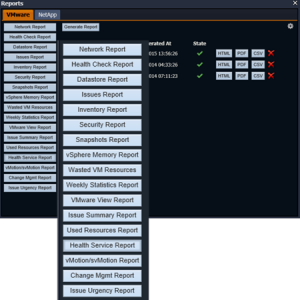 Reports
VMware NetApp
Network Report Generate Report
Health Check Report
Datastore Report
Issues Report
Inventory Report
Security Report
Snapshots Report
vSphere Memory Report
Wasted VM Resources
Weekly Statistics Report
VMware View Report
Issue Summary Report
Used Resources Report
Health Service Report
vMotion/svMotion Report
Change Mgmt Report
Issue Urgency Report
Network Report
Health Check Report
Datastore Report
Issues Report
Inventory Report
Security Report
Snapshots Report
vSphere Memory Report
Wasted VM Resources
Weekly Statistics Report
VMware View Report
Issue Summary Report
Used Resources Report
Health Service Report
vMotion/svMotion Report
Change Mgmt Report
Issue Urgency Report
erated At State
015 13:56:26 HTML PDF CSV
014 04:33:26 HTML PDF CSV
014 07:11:23 HTML PDF CSV